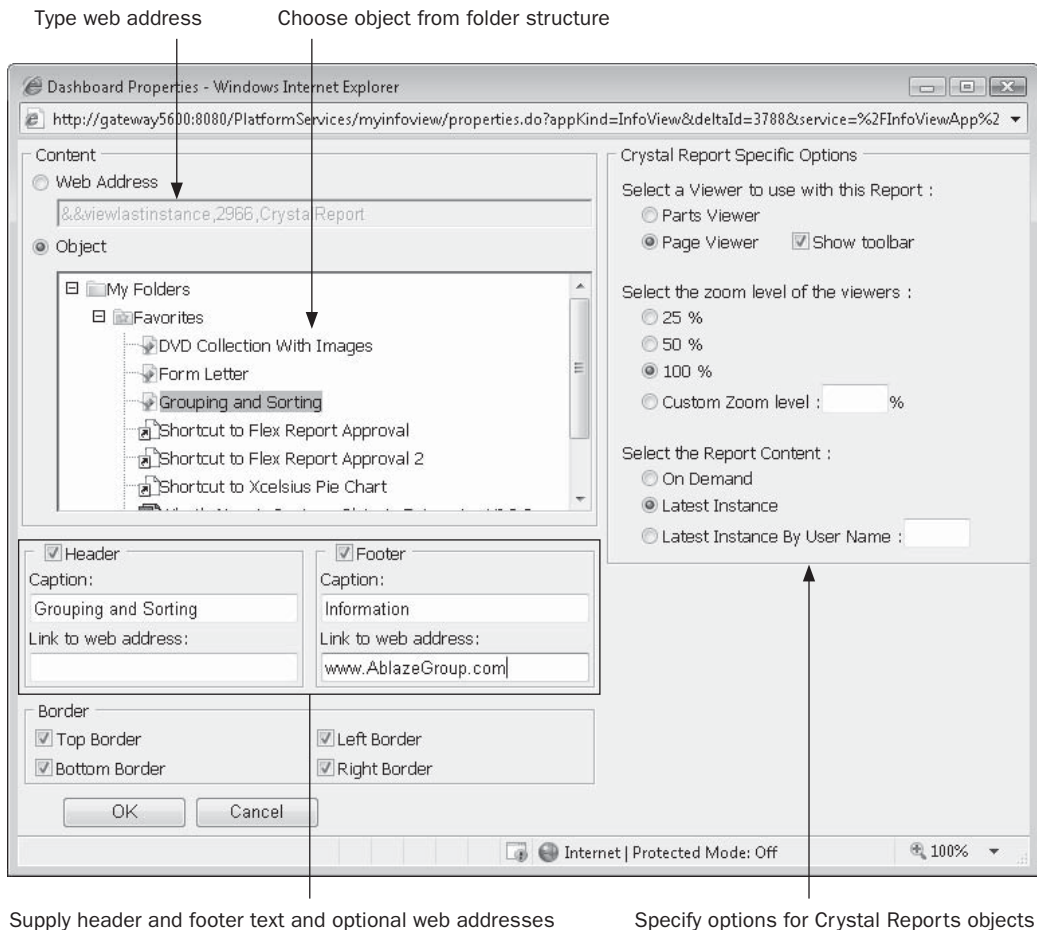 Type web address
Choose object from folder structure
Dashboard Properties - Windows Internet Explorer
http://gateway5600:8080/PlatformServices/myinfoview/properties.do?appKind=InfoView&deltaId=3788&service=%2FInfoViewApp%2
Content
Web Address
&&viewlastinstance,2966,CrystalReport
Object
My Folders
Favorites
DVD Collection With Images
Form Letter
Grouping and Sorting
Shortcut to Flex Report Approval
Shortcut to Flex Report Approval 2
Shortcut to Xcelsius Pie Chart
Header
Caption:
Grouping and Sorting
Link to web address:
Footer
Caption:
Information
Link to web address:
www.AblazeGroup.com
Border
Top Border
Left Border
Bottom Border
Right Border
OK
Cancel
Crystal Report Specific Options
Select a Viewer to use with this Report :
Parts Viewer
Page Viewer
Show toolbar
Select the zoom level of the viewers :
25 %
50 %
100 %
Custom Zoom level : %
Select the Report Content :
On Demand
Latest Instance
Latest Instance By User Name :
Internet | Protected Mode: Off
100%
Supply header and footer text and optional web addresses
Specify options for Crystal Reports objects